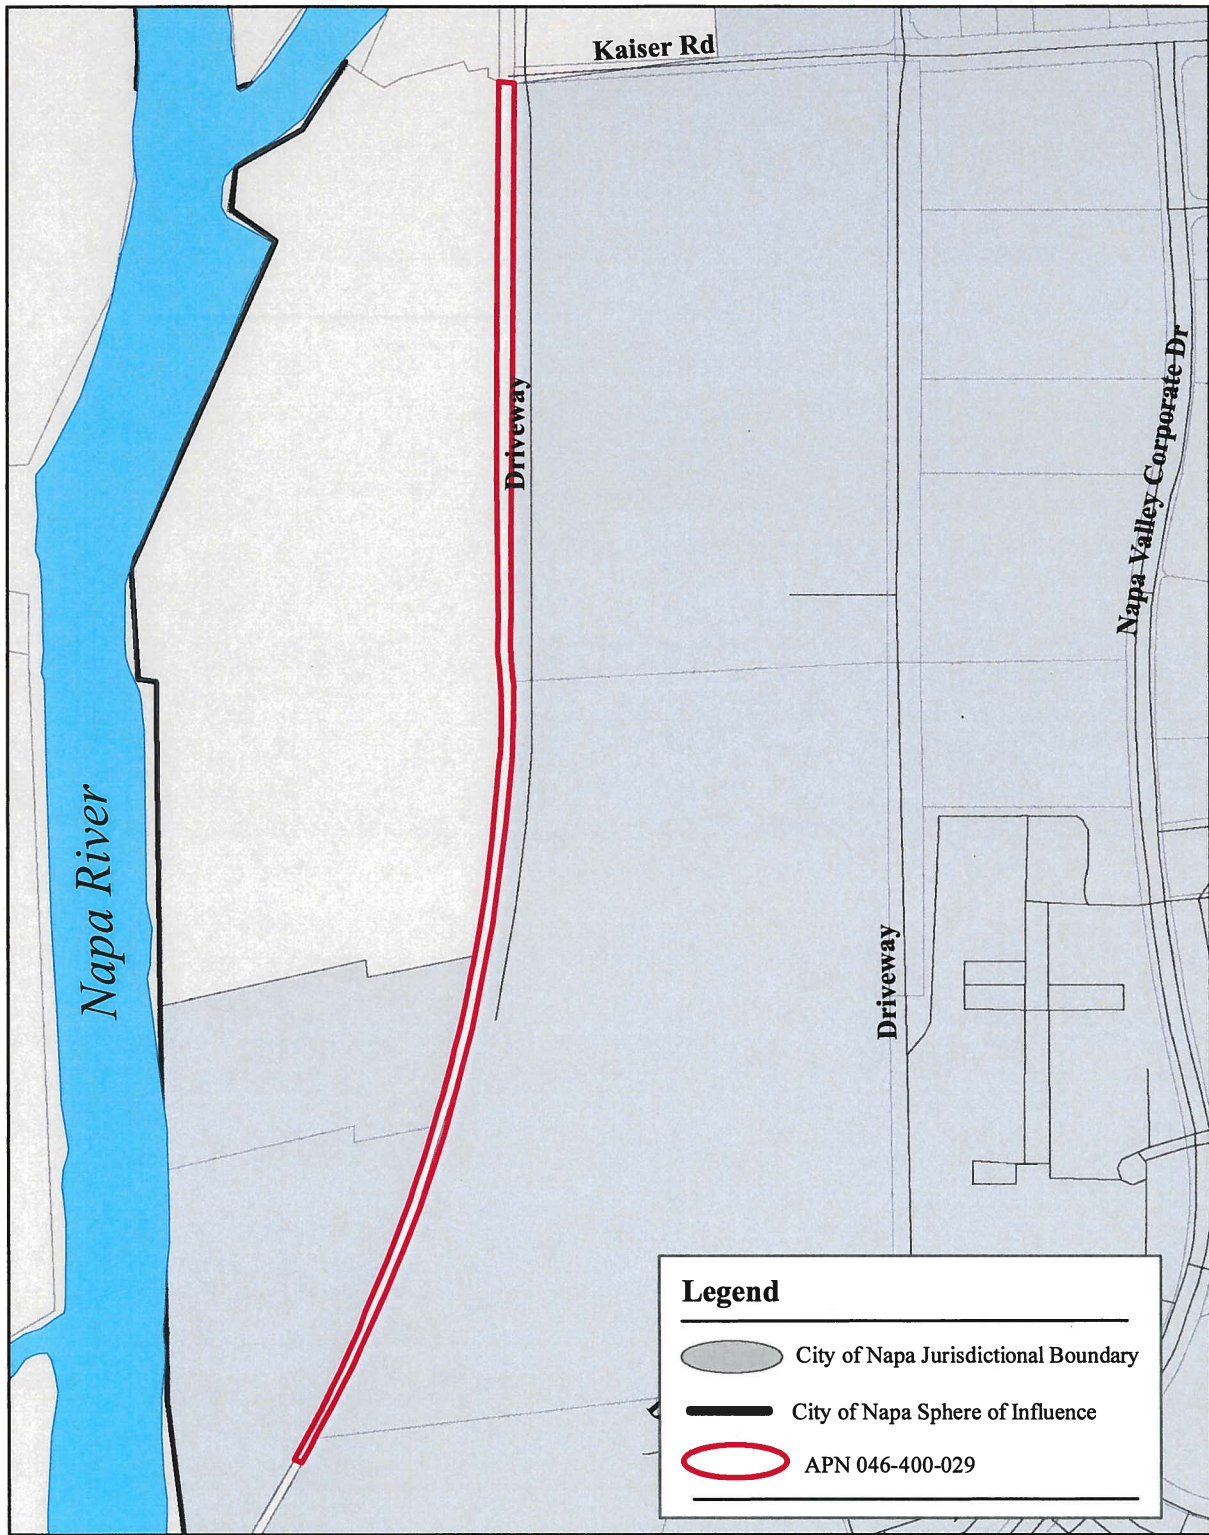 Kaiser Rd
Driveway
Napa Valley Corporate Dr
Napa River
Driveway
Legend
City of Napa Jurisdictional Boundary
City of Napa Sphere of Influence
APN 046-400-029